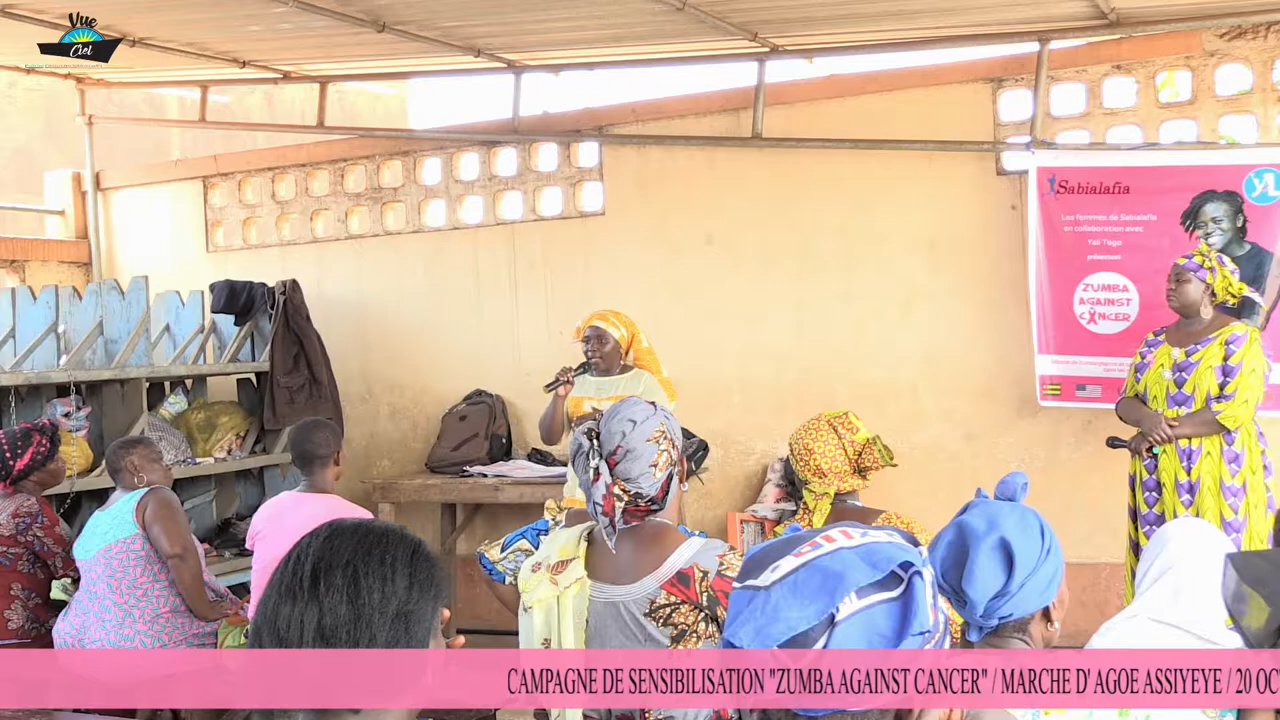 Vue
Ciel
Sabialafia
Les femmes de Sabialafia
en collaboration avec
Yali Togo
présentent
ZUMBA
AGAINST
CANCER
YAL
CAMPAGNE DE SENSIBILISATION "ZUMBA AGAINST CANCER" / MARCHE D' AGOE ASSIYEYE / 20 OC